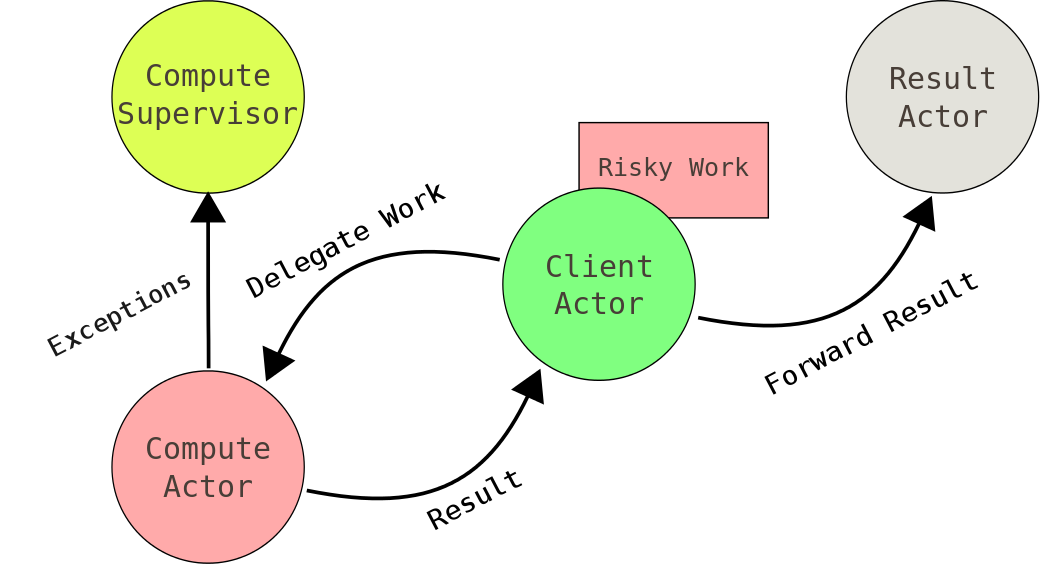 Compute
Supervisor
Result
Actor
Risky Work
Delegate Work
Client
Actor
Exceptions
Forward Result
Compute
Actor
Result